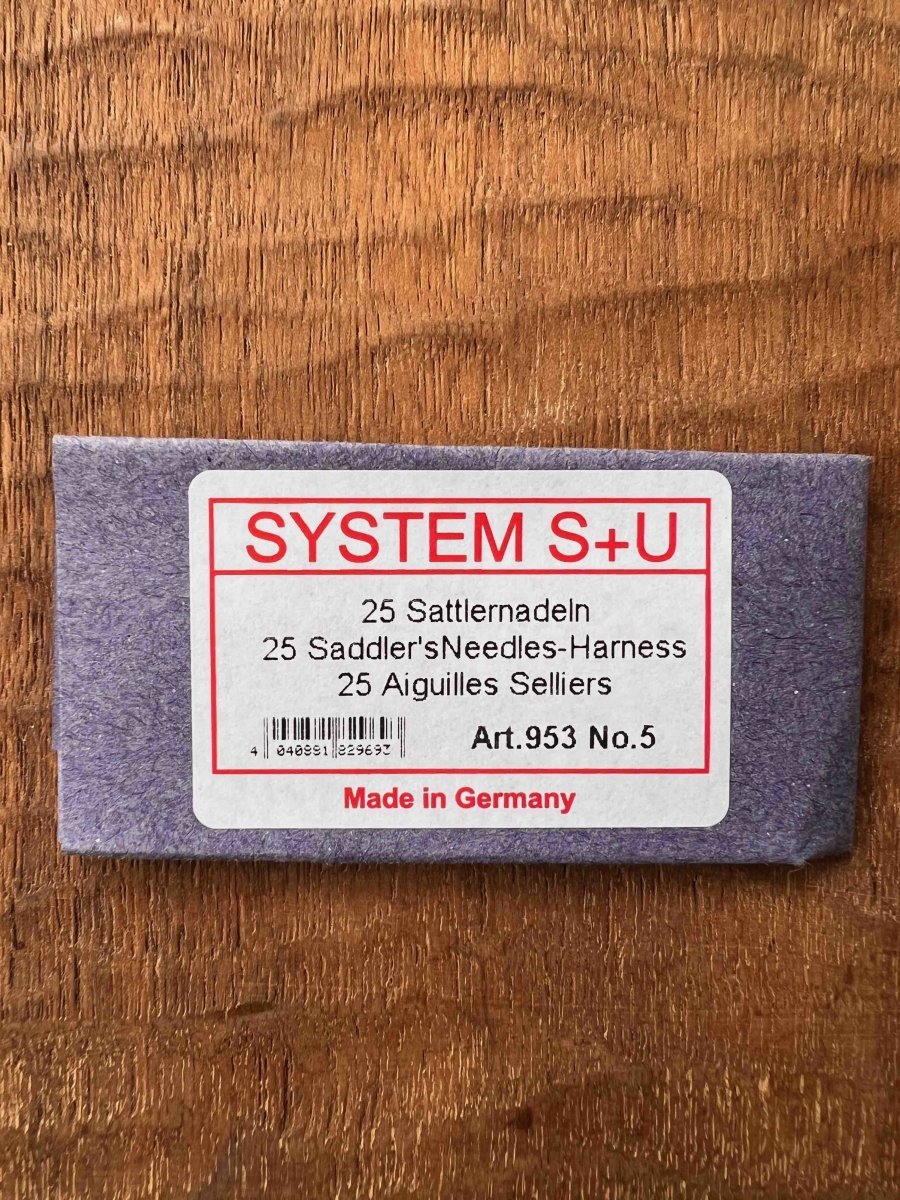 SYSTEM S+U
25 Sattlernadeln
25 Saddler'sNeedles-Harness
25 Aiguilles Selliers
Art.953 No.5
Made in Germany